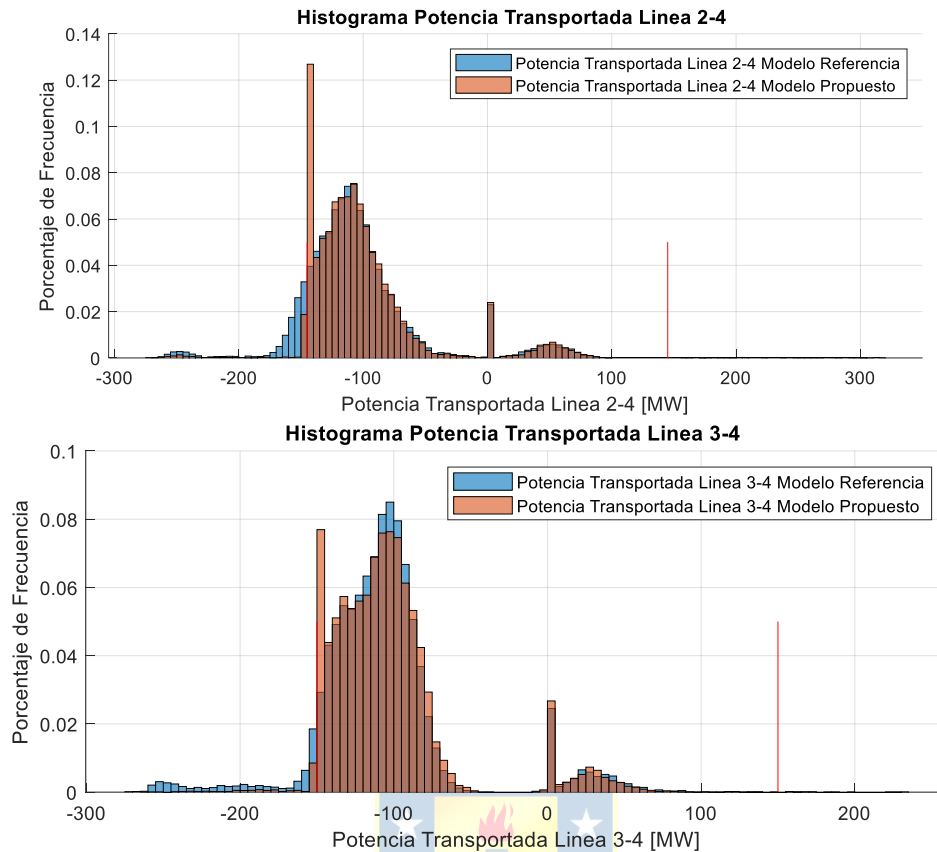 Histograma Potencia Transportada Linea 2-4
0.14
0.12
0.1
0.08
0.06
0.04
0.02
0
Porcentaje de Frecuencia
Potencia Transportada Linea 2-4 Modelo Referencia
Potencia Transportada Linea 2-4 Modelo Propuesto
-300 -200 -100 0 100 200 300
Potencia Transportada Linea 2-4 [MW]
Histograma Potencia Transportada Linea 3-4
0.1
0.08
0.06
0.04
0.02
0
Porcentaje de Frecuencia
Potencia Transportada Linea 3-4 Modelo Referencia
Potencia Transportada Linea 3-4 Modelo Propuesto
-300 -200 -100 0 100 200
Potencia Transportada Linea 3-4 [MW]